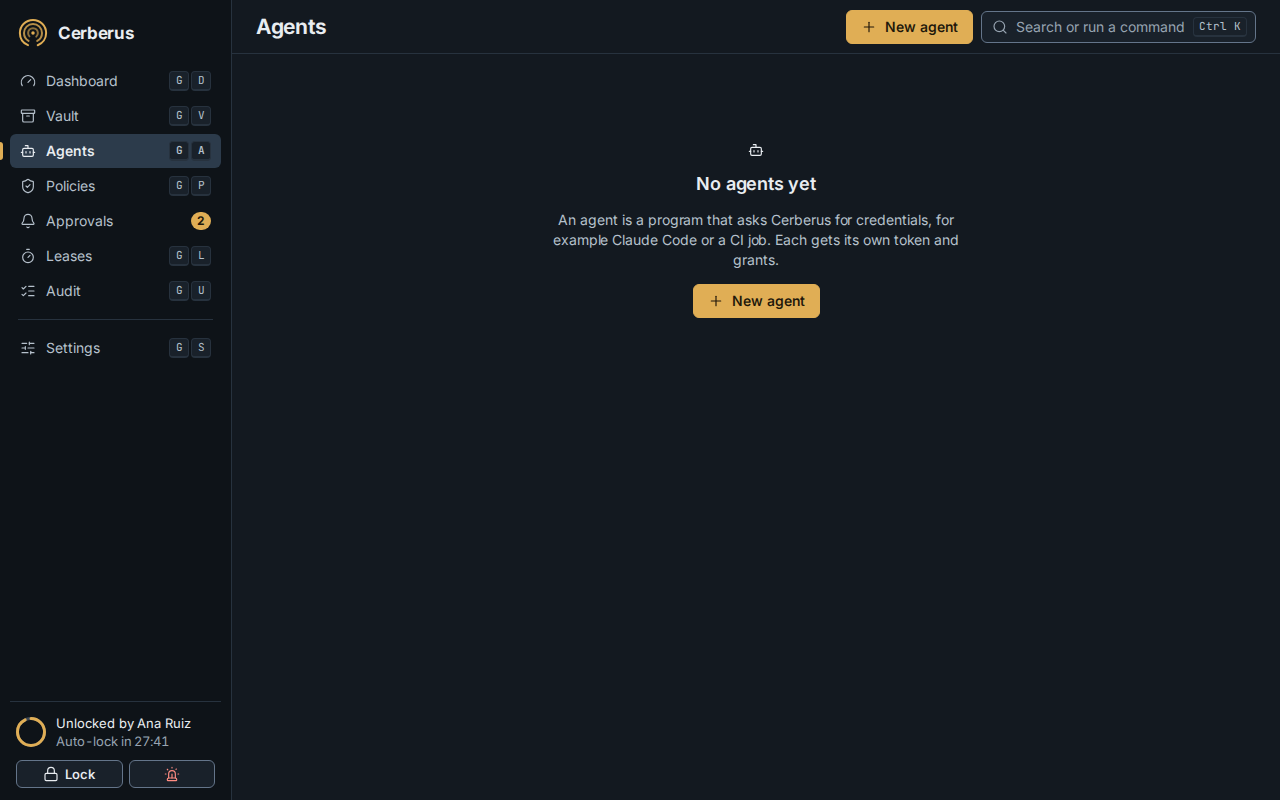 Cerberus
Dashboard G D
Vault G V
Agents G A
Policies G P
Approvals 2
Leases G L
Audit G U
Settings G S
Unlocked by Ana Ruiz
Auto-lock in 27:41
Lock
Agents
New agent
Search or run a command Ctrl K
No agents yet
An agent is a program that asks Cerberus for credentials, for
example Claude Code or a CI job. Each gets its own token and
grants.
New agent